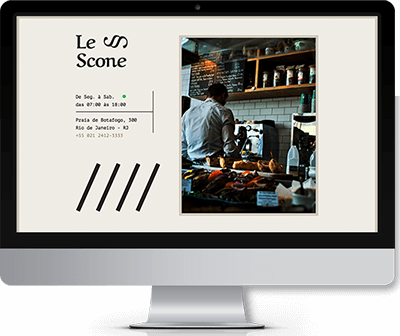 Le
Scone
De Seg. à Sab.
das 07:00 às 18:00
Praia de Botafogo, 300
Rio de Janeiro - RJ
+55 021 2412-3333